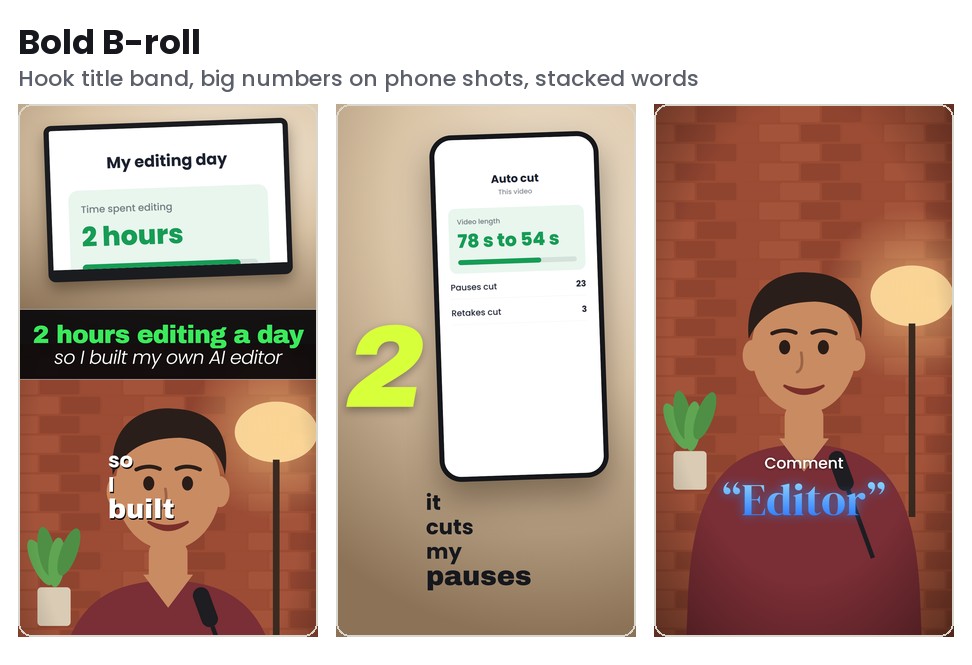 Bold B-roll
Hook title band, big numbers on phone shots, stacked words
My editing day
Time spent editing
2 hours
2 hours editing a day
so I built my own AI editor
so
I
built
Auto cut
This video
Video length
78 s to 54 s
Pauses cut 23
Retakes cut 3
2
it
cuts
my
pauses
Comment
“Editor”